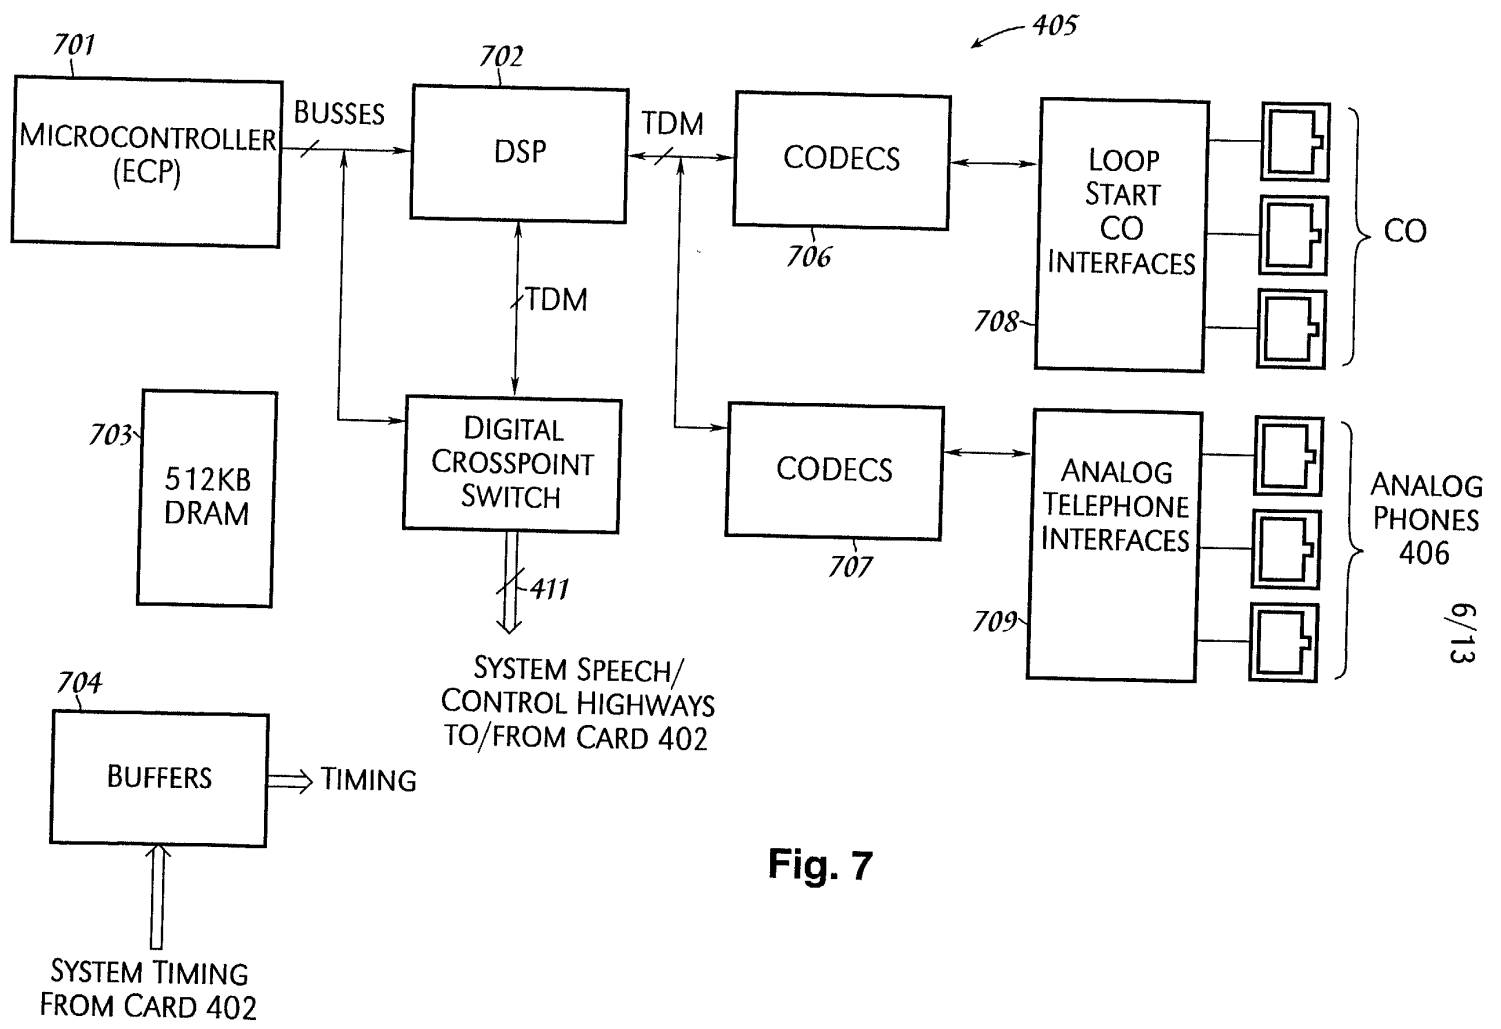 405
701
MICROCONTROLLER
(ECP)
BUSSES
702
DSP
TDM
CODECS
706
LOOP
START
CO
INTERFACES
708
CO
TDM
703
512KB
DRAM
DIGITAL
CROSSPOINT
SWITCH
411
SYSTEM SPEECH/
CONTROL HIGHWAYS
TO/FROM CARD 402
CODECS
707
ANALOG
TELEPHONE
INTERFACES
709
ANALOG
PHONES
406
6/13
704
BUFFERS
TIMING
SYSTEM TIMING
FROM CARD 402
Fig. 7